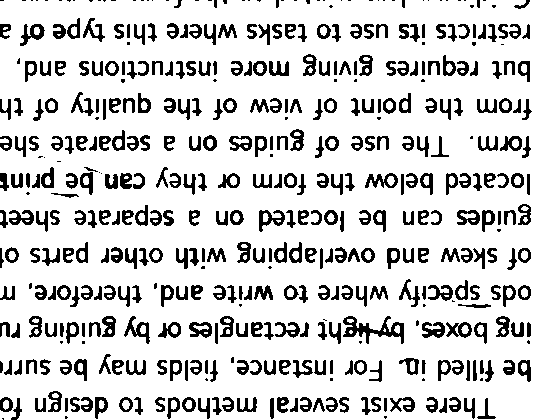 There exist several methods to design fo
be filled in. For instance, fields may be surr
ing boxes, by light rectangles or by guiding ru
ods specify where to write and, therefore, m
of skew and overlapping with other parts of
guides can be located on a separate sheet
located below the form or they can be print
form. The use of guides on a separate she
from the point of view of the quality of th
but requires giving more instructions and,
restricts its use to tasks where this type of a